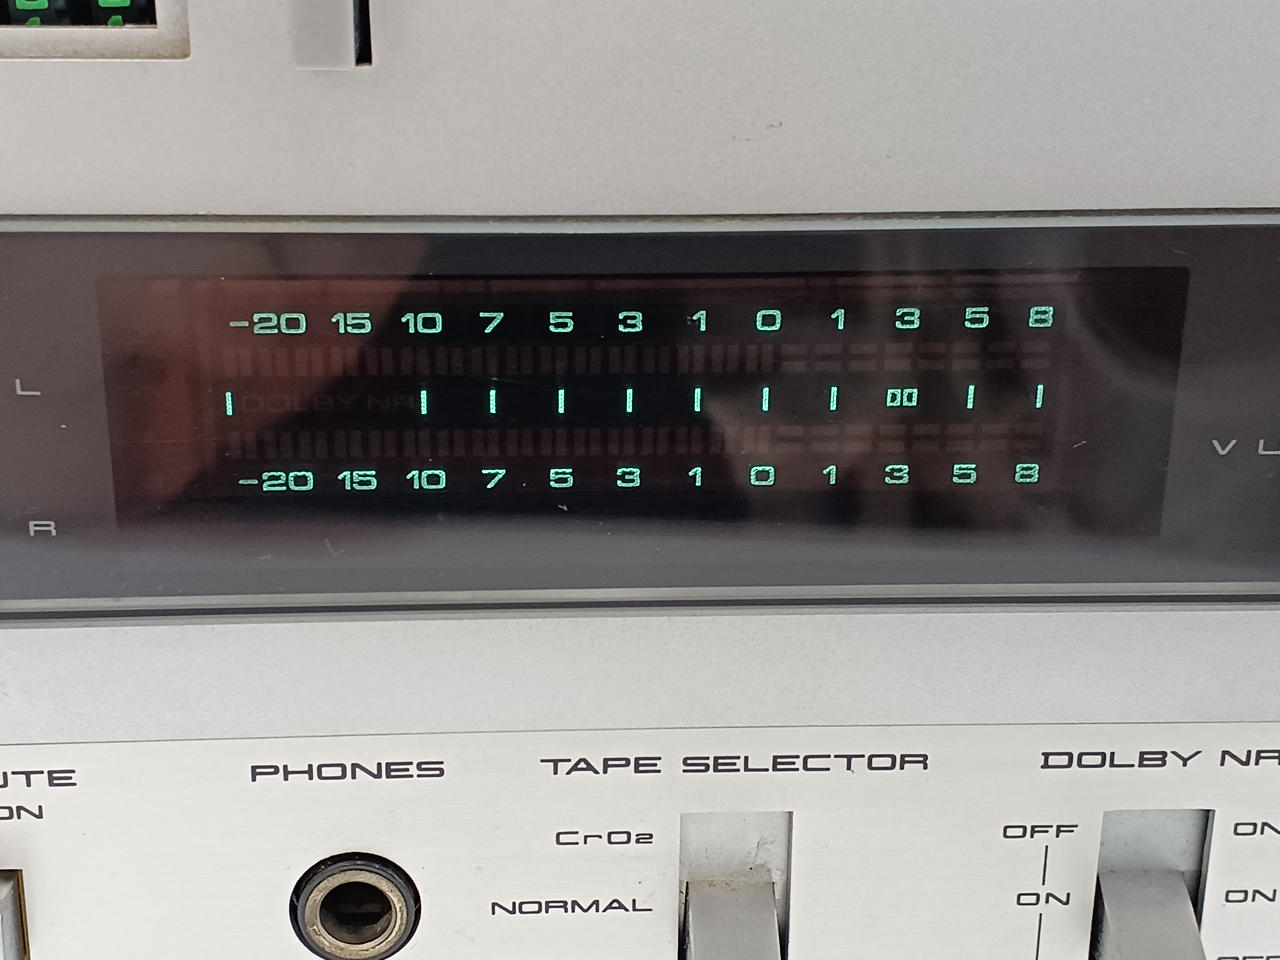 -20 15 10 7 5 3 1 0 1 3 5 8
L
DOLBY NR
-20 15 10 7 5 3 1 0 1 3 5 8
R
PHONES
TAPE SELECTOR
DOLBY NR
ON
CrO2
OFF
NORMAL
ON
ON